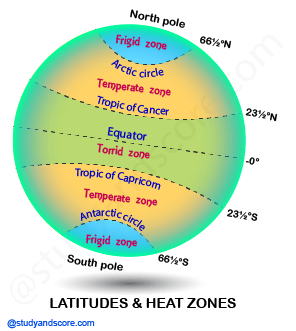 North pole
Frigid zone
66½°N
Arctic circle
Temperate zone
Tropic of Cancer
23½°N
Equator
-0°
Torrid zone
Tropic of Capricorn
Temperate zone
23½°S
Antarctic circle
Frigid zone
66½°S
South pole
LATITUDES & HEAT ZONES
@studyandscore.com
@studyandscore.com